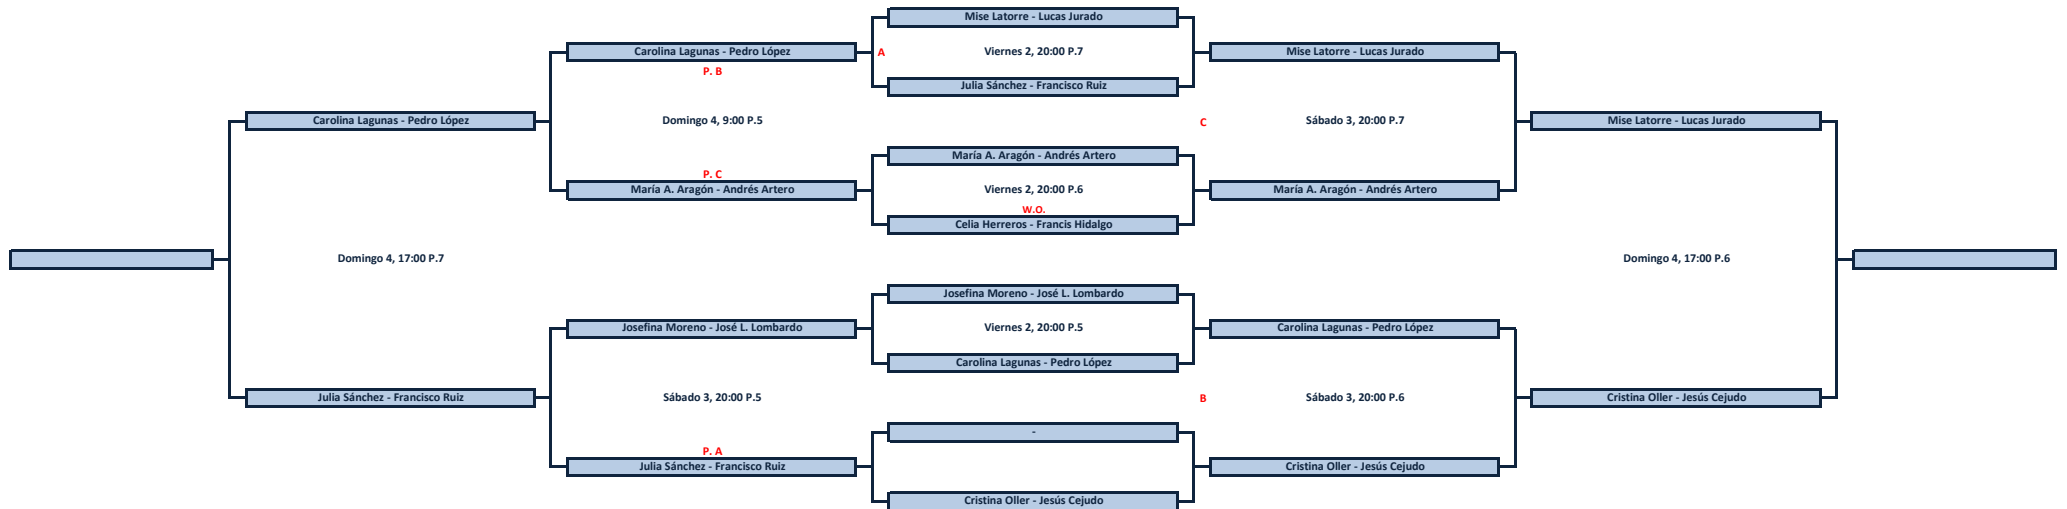 Mise Latorre - Lucas Jurado
Carolina Lagunas - Pedro López
A
Viernes 2, 20:00 P.7
Mise Latorre - Lucas Jurado
P. B
Julia Sánchez - Francisco Ruiz
Carolina Lagunas - Pedro López
Domingo 4, 9:00 P.5
C
Sábado 3, 20:00 P.7
Mise Latorre - Lucas Jurado
María A. Aragón - Andrés Artero
P. C
María A. Aragón - Andrés Artero
Viernes 2, 20:00 P.6
María A. Aragón - Andrés Artero
W.O.
Celia Herreros - Francis Hidalgo
Domingo 4, 17:00 P.7
Domingo 4, 17:00 P.6
Josefina Moreno - José L. Lombardo
Josefina Moreno - José L. Lombardo
Viernes 2, 20:00 P.5
Carolina Lagunas - Pedro López
Carolina Lagunas - Pedro López
Julia Sánchez - Francisco Ruiz
Sábado 3, 20:00 P.5
B
Sábado 3, 20:00 P.6
Cristina Oller - Jesús Cejudo
-
P. A
Julia Sánchez - Francisco Ruiz
Cristina Oller - Jesús Cejudo
Cristina Oller - Jesús Cejudo